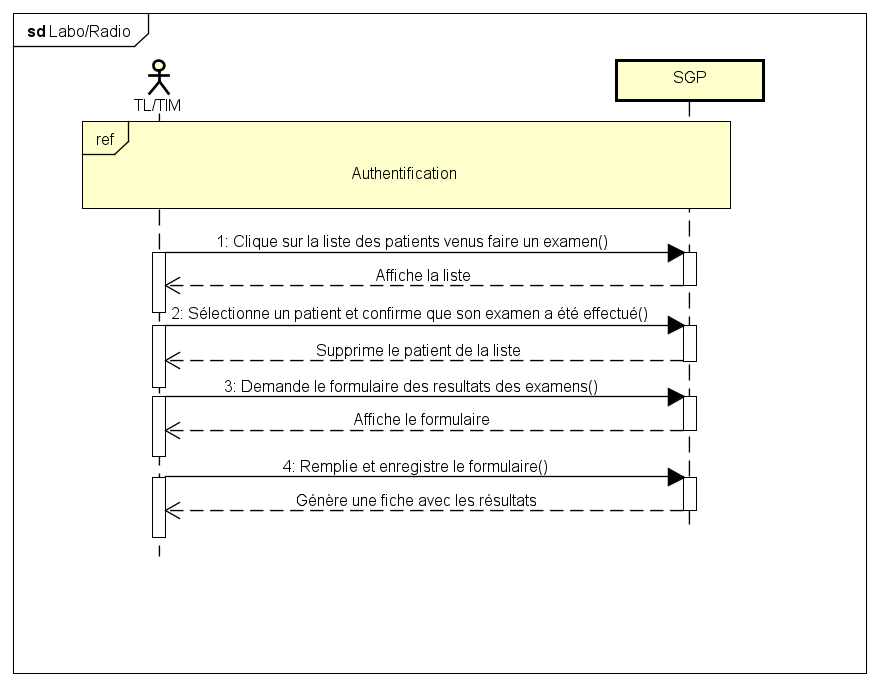 sd Labo/Radio
TL/TIM
SGP
ref
Authentification
1: Clique sur la liste des patients venus faire un examen()
Affiche la liste
2: Sélectionne un patient et confirme que son examen a été effectué()
Supprime le patient de la liste
3: Demande le formulaire des resultats des examens()
Affiche le formulaire
4: Remplie et enregistre le formulaire()
Génère une fiche avec les résultats